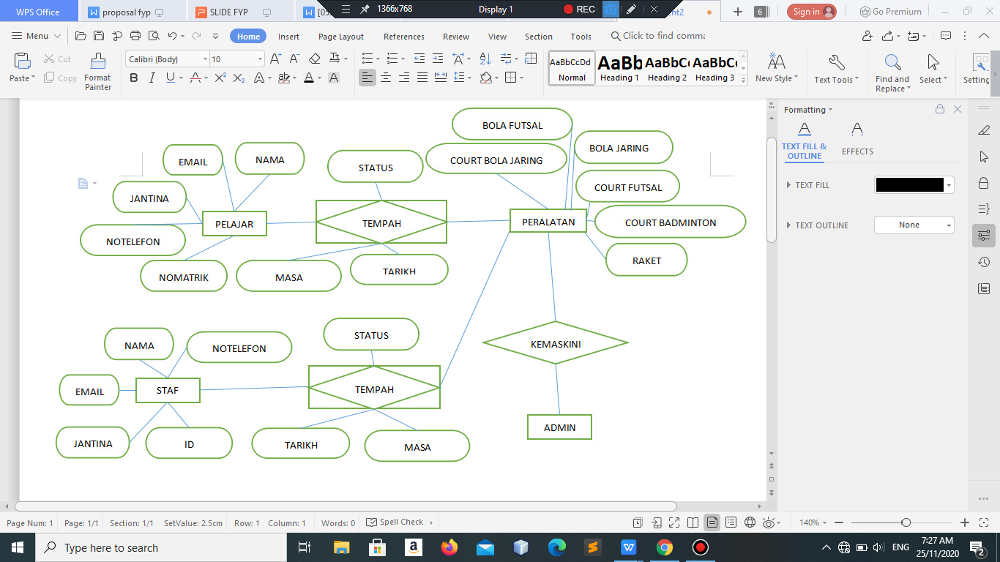 WPS Office
proposal fyp
SLIDE FYP
1366x768
Display 1
REC
6
Sign in
Go Premium
Menu
Home
Insert
Page Layout
References
Review
View
Section
Tools
Click to find comma
Paste
Cut
Copy
Format
Painter
Calibri (Body)
10
AaBbCcDd
Normal
AaBb
Heading 1
AaBbC
Heading 2
AaBbC
Heading 3
New Style
Text Tools
Find and
Replace
Select
Setting
BOLA FUTSAL
COURT BOLA JARING
BOLA JARING
COURT FUTSAL
COURT BADMINTON
RAKET
PERALATAN
EMAIL
NAMA
JANTINA
PELAJAR
NOTELEFON
NOMATRIK
STATUS
TEMPAH
MASA
TARIKH
NAMA
NOTELEFON
EMAIL
STAF
JANTINA
ID
STATUS
TEMPAH
TARIKH
MASA
KEMASKINI
ADMIN
Formatting
TEXT FILL &
OUTLINE
EFFECTS
TEXT FILL
TEXT OUTLINE
None
Page Num: 1
Page: 1/1
Section: 1/1
SetValue: 2.5cm
Row: 1
Column: 1
Words: 0
Spell Check
140%
Type here to search
ENG
7:27 AM
25/11/2020
2